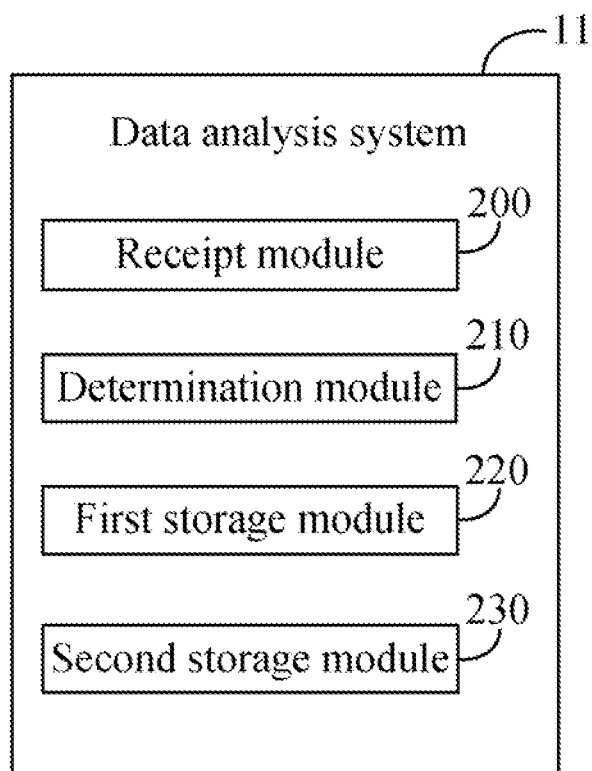 11
Data analysis system
200
Receipt module
210
Determination module
220
First storage module
230
Second storage module